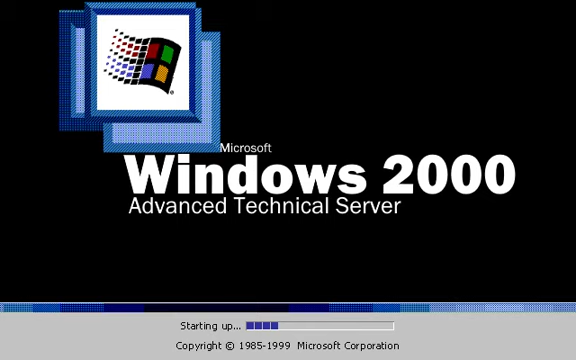 Microsoft
Windows 2000
Advanced Technical Server
Starting up...
Copyright © 1985-1999 Microsoft Corporation